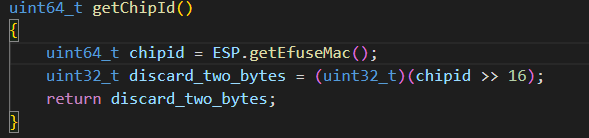 uint64_t getChipId()
{
    uint64_t chipid = ESP.getEfuseMac();
    uint32_t discard_two_bytes = (uint32_t)(chipid >> 16);
    return discard_two_bytes;
}